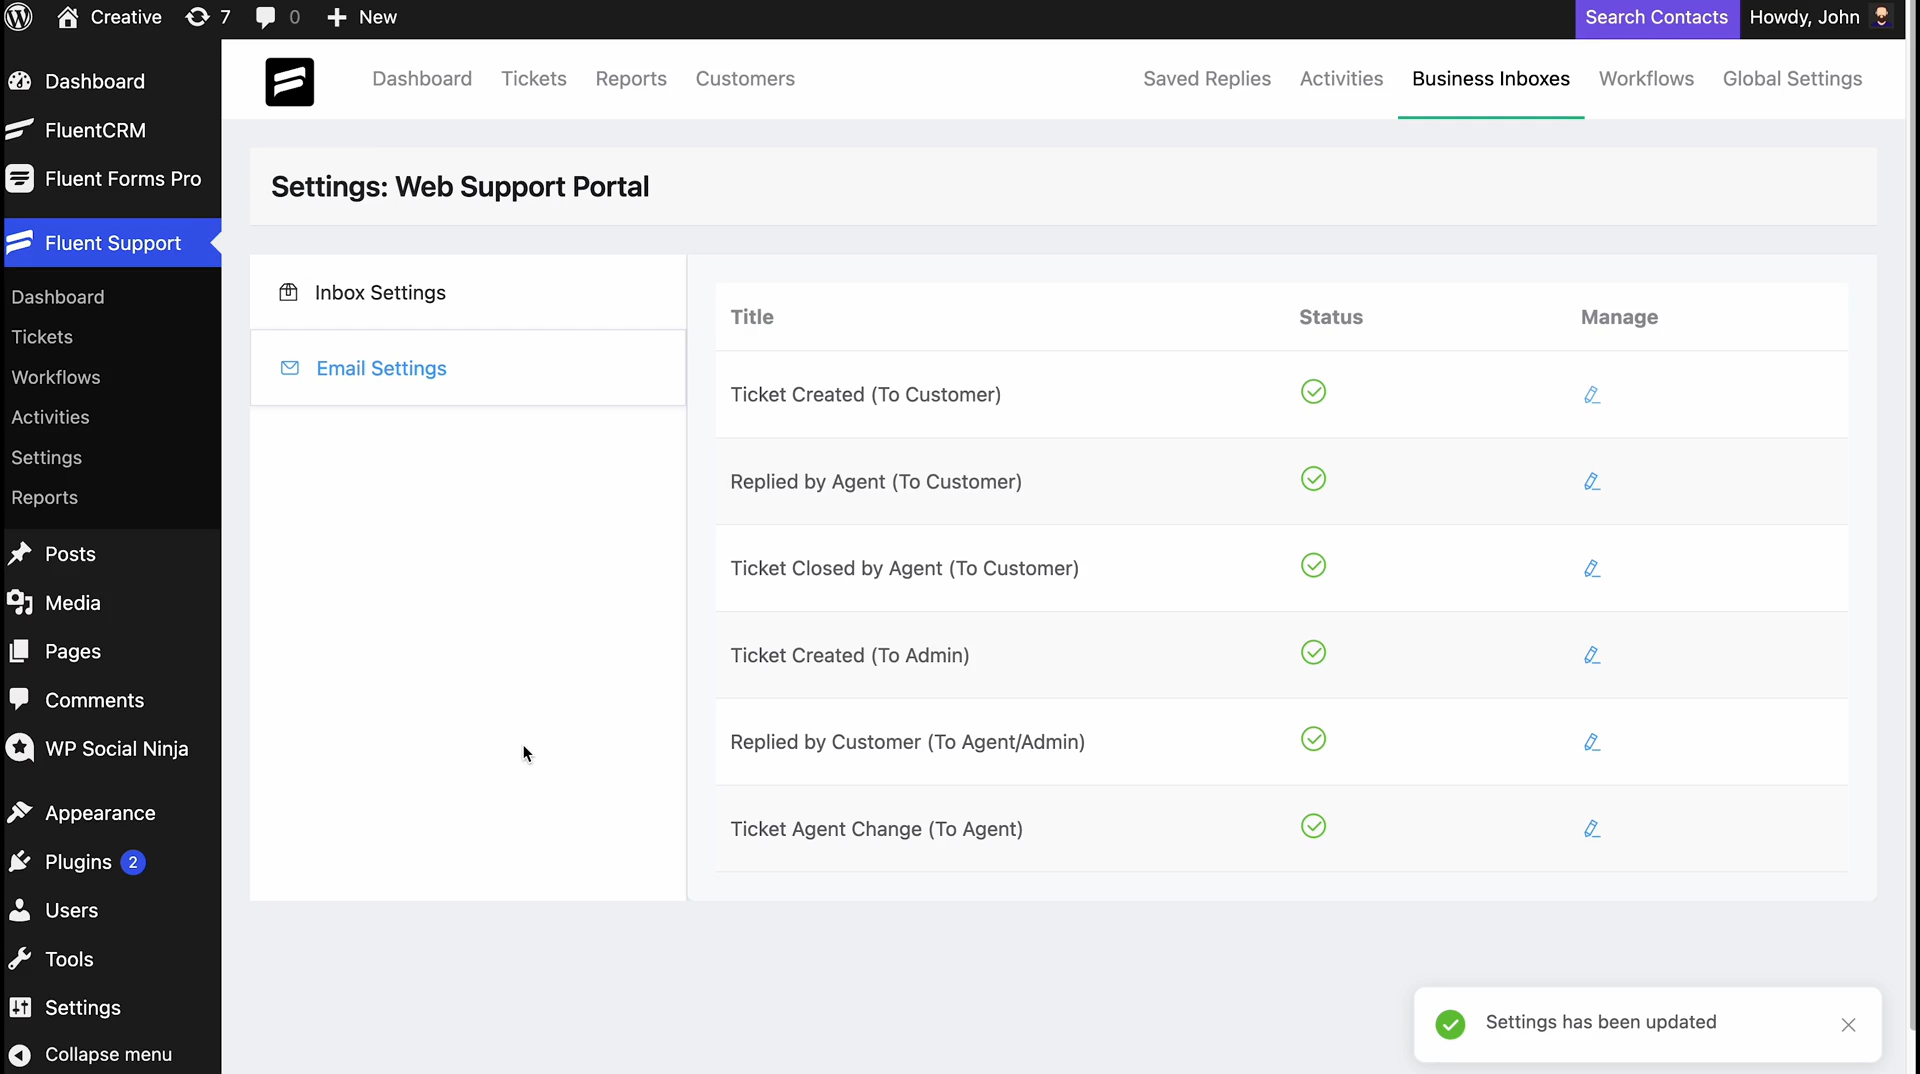 Creative 7 0 New Search Contacts Howdy, John
Dashboard
FluentCRM
Fluent Forms Pro
Fluent Support
Dashboard
Tickets
Workflows
Activities
Settings
Reports
Posts
Media
Pages
Comments
WP Social Ninja
Appearance
Plugins 2
Users
Tools
Settings
Collapse menu
Dashboard Tickets Reports Customers Saved Replies Activities Business Inboxes Workflows Global Settings
Settings: Web Support Portal
Inbox Settings
Email Settings
Title Status Manage
Ticket Created (To Customer)
Replied by Agent (To Customer)
Ticket Closed by Agent (To Customer)
Ticket Created (To Admin)
Replied by Customer (To Agent/Admin)
Ticket Agent Change (To Agent)
Settings has been updated